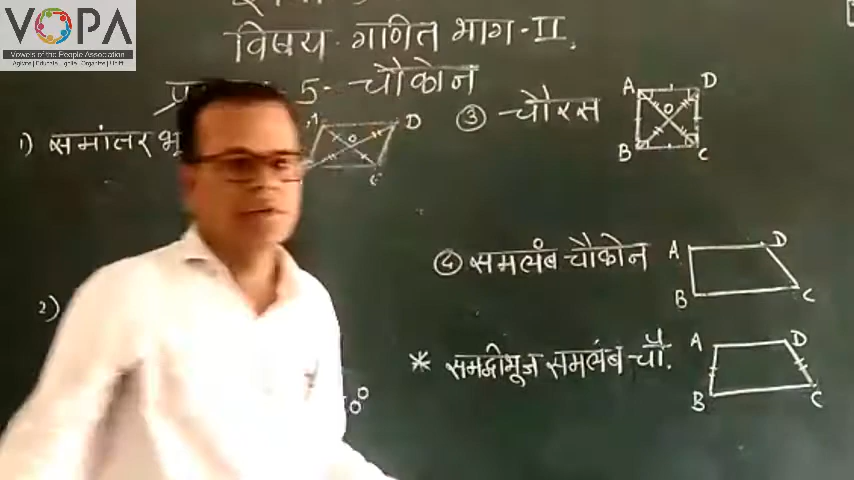 VOPA
Vowels of the People Association
विषय - गणित भाग - II.
5 - चौकोन
1) समांतर भू
A D
C
③ चौरस
A D
B C
④ समलंब चौकोन
A D
B C
2)
* समद्वीभूज समलंब चौ.
A D
B C